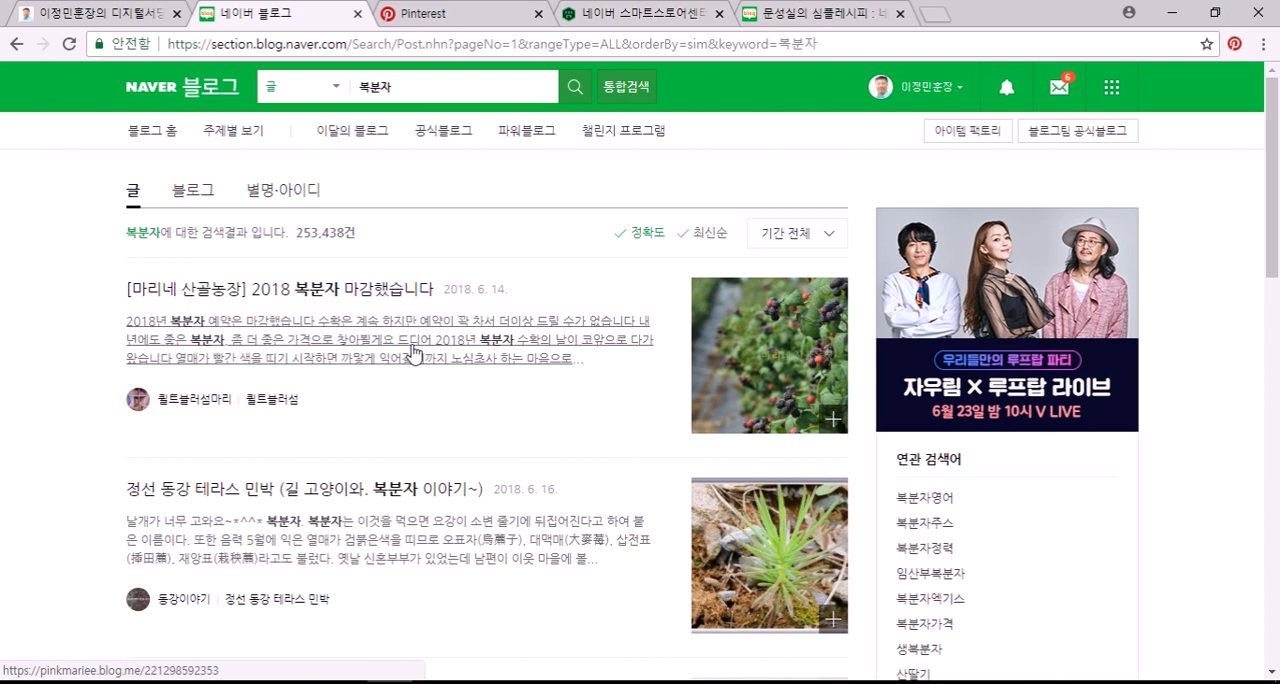 이정민훈장의 디지털서당
네이버 블로그
Pinterest
네이버 스마트스토어센터
문성실의 심플레시피 : 네
안전함
https://section.blog.naver.com/Search/Post.nhn?pageNo=1&rangeType=ALL&orderBy=sim&keyword=복분자
NAVER 블로그
글
복분자
통합검색
이정민훈장
6
블로그 홈
주제별 보기
이달의 블로그
공식블로그
파워블로그
챌린지 프로그램
아이템 팩토리
블로그팀 공식블로그
글
블로그
별명·아이디
복분자에 대한 검색결과 입니다. 253,438건
정확도
최신순
기간 전체
[마리네 산골농장] 2018 복분자 마감했습니다 2018. 6. 14.
2018년 복분자 예약은 마감했습니다 수확은 계속 하지만 예약이 꽉 차서 더이상 드릴 수가 없습니다 내
년에도 좋은 복분자, 좀 더 좋은 가격으로 찾아뵐게요 드디어 2018년 복분자 수확의 날이 코앞으로 다가
왔습니다 열매가 빨간 색을 띠기 시작하면 까맣게 익어 까지 노심초사 하는 마음으로...
퀼트블러섬마리
퀼트블러섬
정선 동강 테라스 민박 (길 고양이와, 복분자 이야기~) 2018. 6. 16.
날개가 너무 고와요~*^^* 복분자. 복분자는 이것을 먹으면 요강이 소변 줄기에 뒤집어진다고 하여 붙
은 이름이다. 또한 음력 5월에 익은 열매가 검붉은색을 띠므로 오표자(烏藨子), 대맥매(大麥莓), 삽전표
(揷田藨), 재앙표(栽秧藨)라고도 불렀다. 옛날 신혼부부가 있었는데 남편이 이웃 마을에 볼...
동강이야기
정선 동강 테라스 민박
우리들만의 루프탑 파티
자우림 X 루프탑 라이브
6월 23일 밤 10시 V LIVE
연관 검색어
복분자영어
복분자주스
복분자정력
임산부복분자
복분자엑기스
복분자가격
생복분자
산딸기
https://pinkmariee.blog.me/221298592353